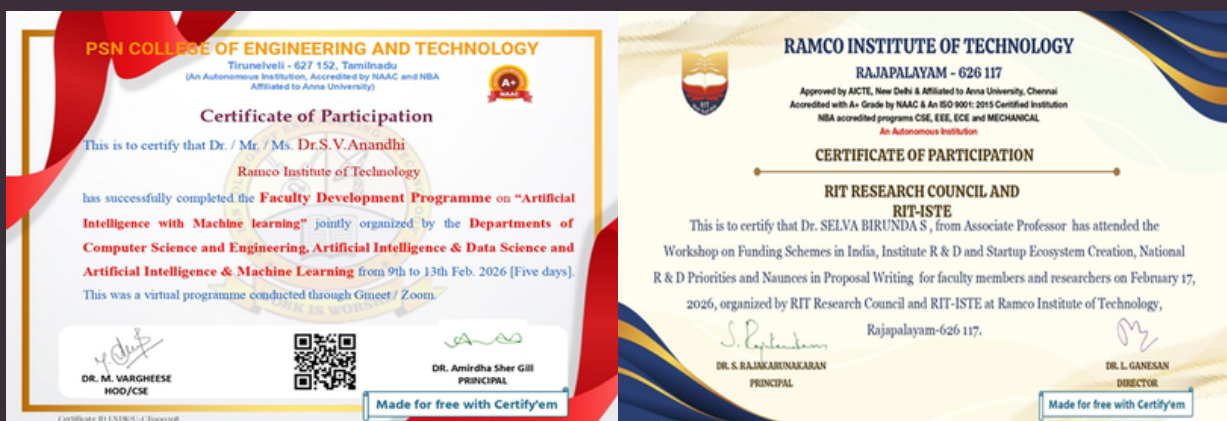 PSN COLLEGE OF ENGINEERING AND TECHNOLOGY
Tirunelveli - 627 152, Tamilnadu
(An Autonomous Institution, Accredited by NAAC and NBA
Affiliated to Anna University)
A+
NAAC
Certificate of Participation
This is to certify that Dr. / Mr. / Ms. Dr.S.V.Anandhi
Ramco Institute of Technology
has successfully completed the Faculty Development Programme on "Artificial
Intelligence with Machine learning" jointly organized by the Departments of
Computer Science and Engineering, Artificial Intelligence & Data Science and
Artificial Intelligence & Machine Learning from 9th to 13th Feb. 2026 [Five days].
This was a virtual programme conducted through Gmeet / Zoom.
WORK IS WORSHIP
DR. M. VARGHEESE
HOD/CSE
DR. Amirdha Sher Gill
PRINCIPAL
Made for free with Certify'em
RAMCO INSTITUTE OF TECHNOLOGY
RAJAPALAYAM - 626 117
Approved by AICTE, New Delhi & Affiliated to Anna University, Chennai
Accredited with A+ Grade by NAAC & An ISO 9001: 2015 Ceritified Institution
NBA accredited programs CSE, EEE, ECE and MECHANICAL
An Autonomous Institution
RIT
CERTIFICATE OF PARTICIPATION
RIT RESEARCH COUNCIL AND
RIT-ISTE
This is to certify that Dr. SELVA BIRUNDA S , from Associate Professor has attended the
Workshop on Funding Schemes in India, Institute R & D and Startup Ecosystem Creation, National
R & D Priorities and Naunces in Proposal Writing for faculty members and researchers on February 17,
2026, organized by RIT Research Council and RIT-ISTE at Ramco Institute of Technology,
Rajapalayam-626 117.
DR. S. RAJAKARUNAKARAN
PRINCIPAL
DR. L. GANESAN
DIRECTOR
Made for free with Certify'em